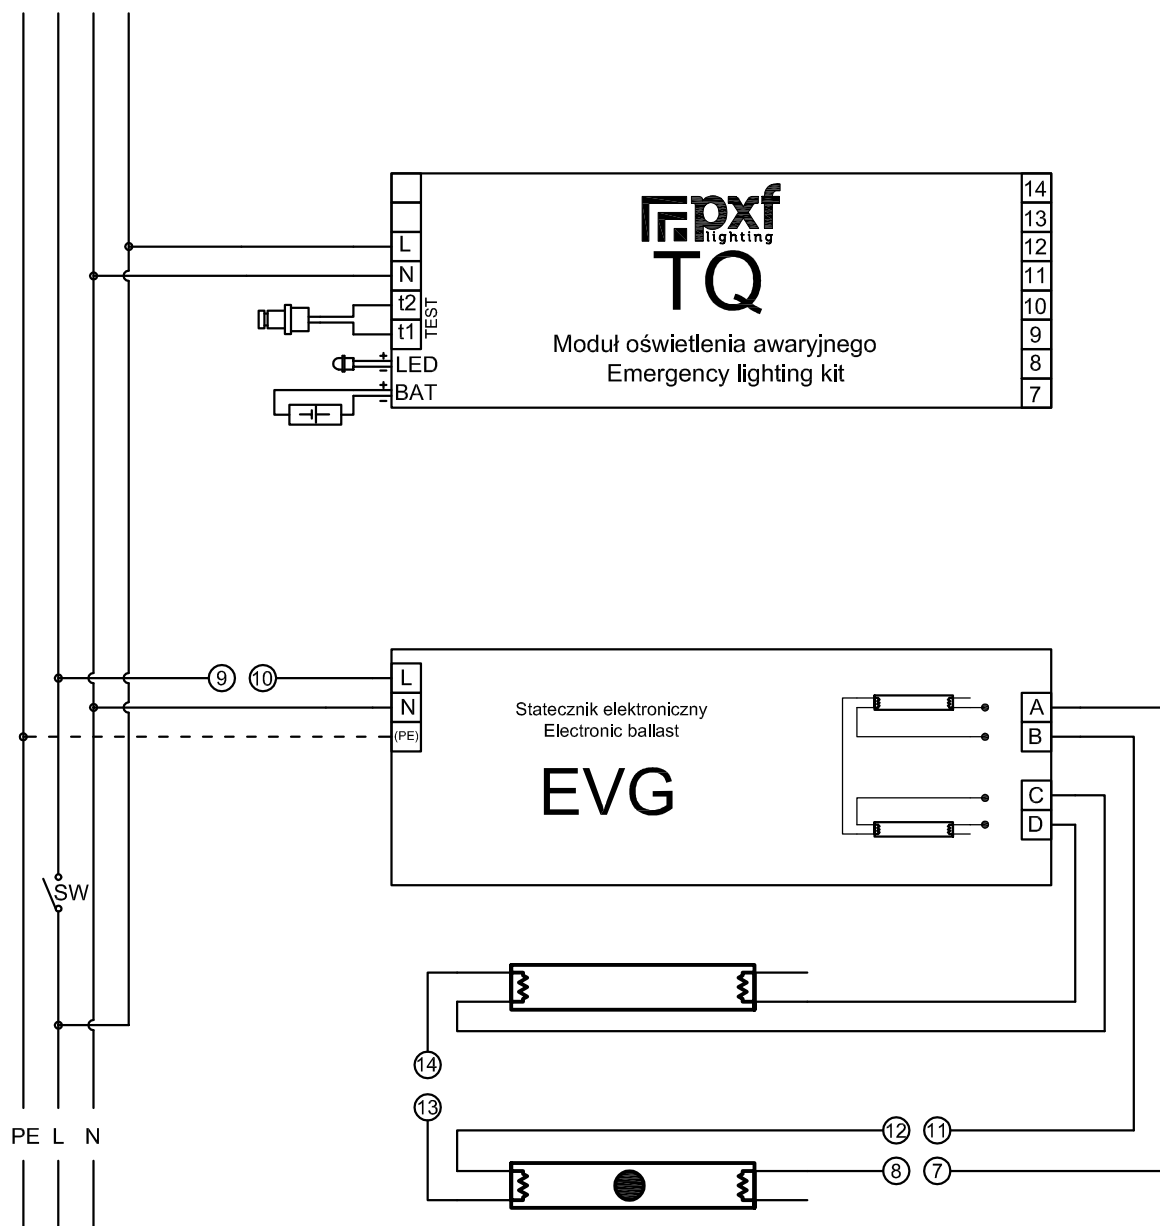 pxf
lighting
TQ
Moduł oświetlenia awaryjnego
Emergency lighting kit
L
N
t2
t1
TEST
+
–
LED
+
–
BAT
14
13
12
11
10
9
8
7
9 10
L
N
(PE)
Statecznik elektroniczny
Electronic ballast
EVG
A
B
C
D
SW
14
13
12 11
8 7
PE L N